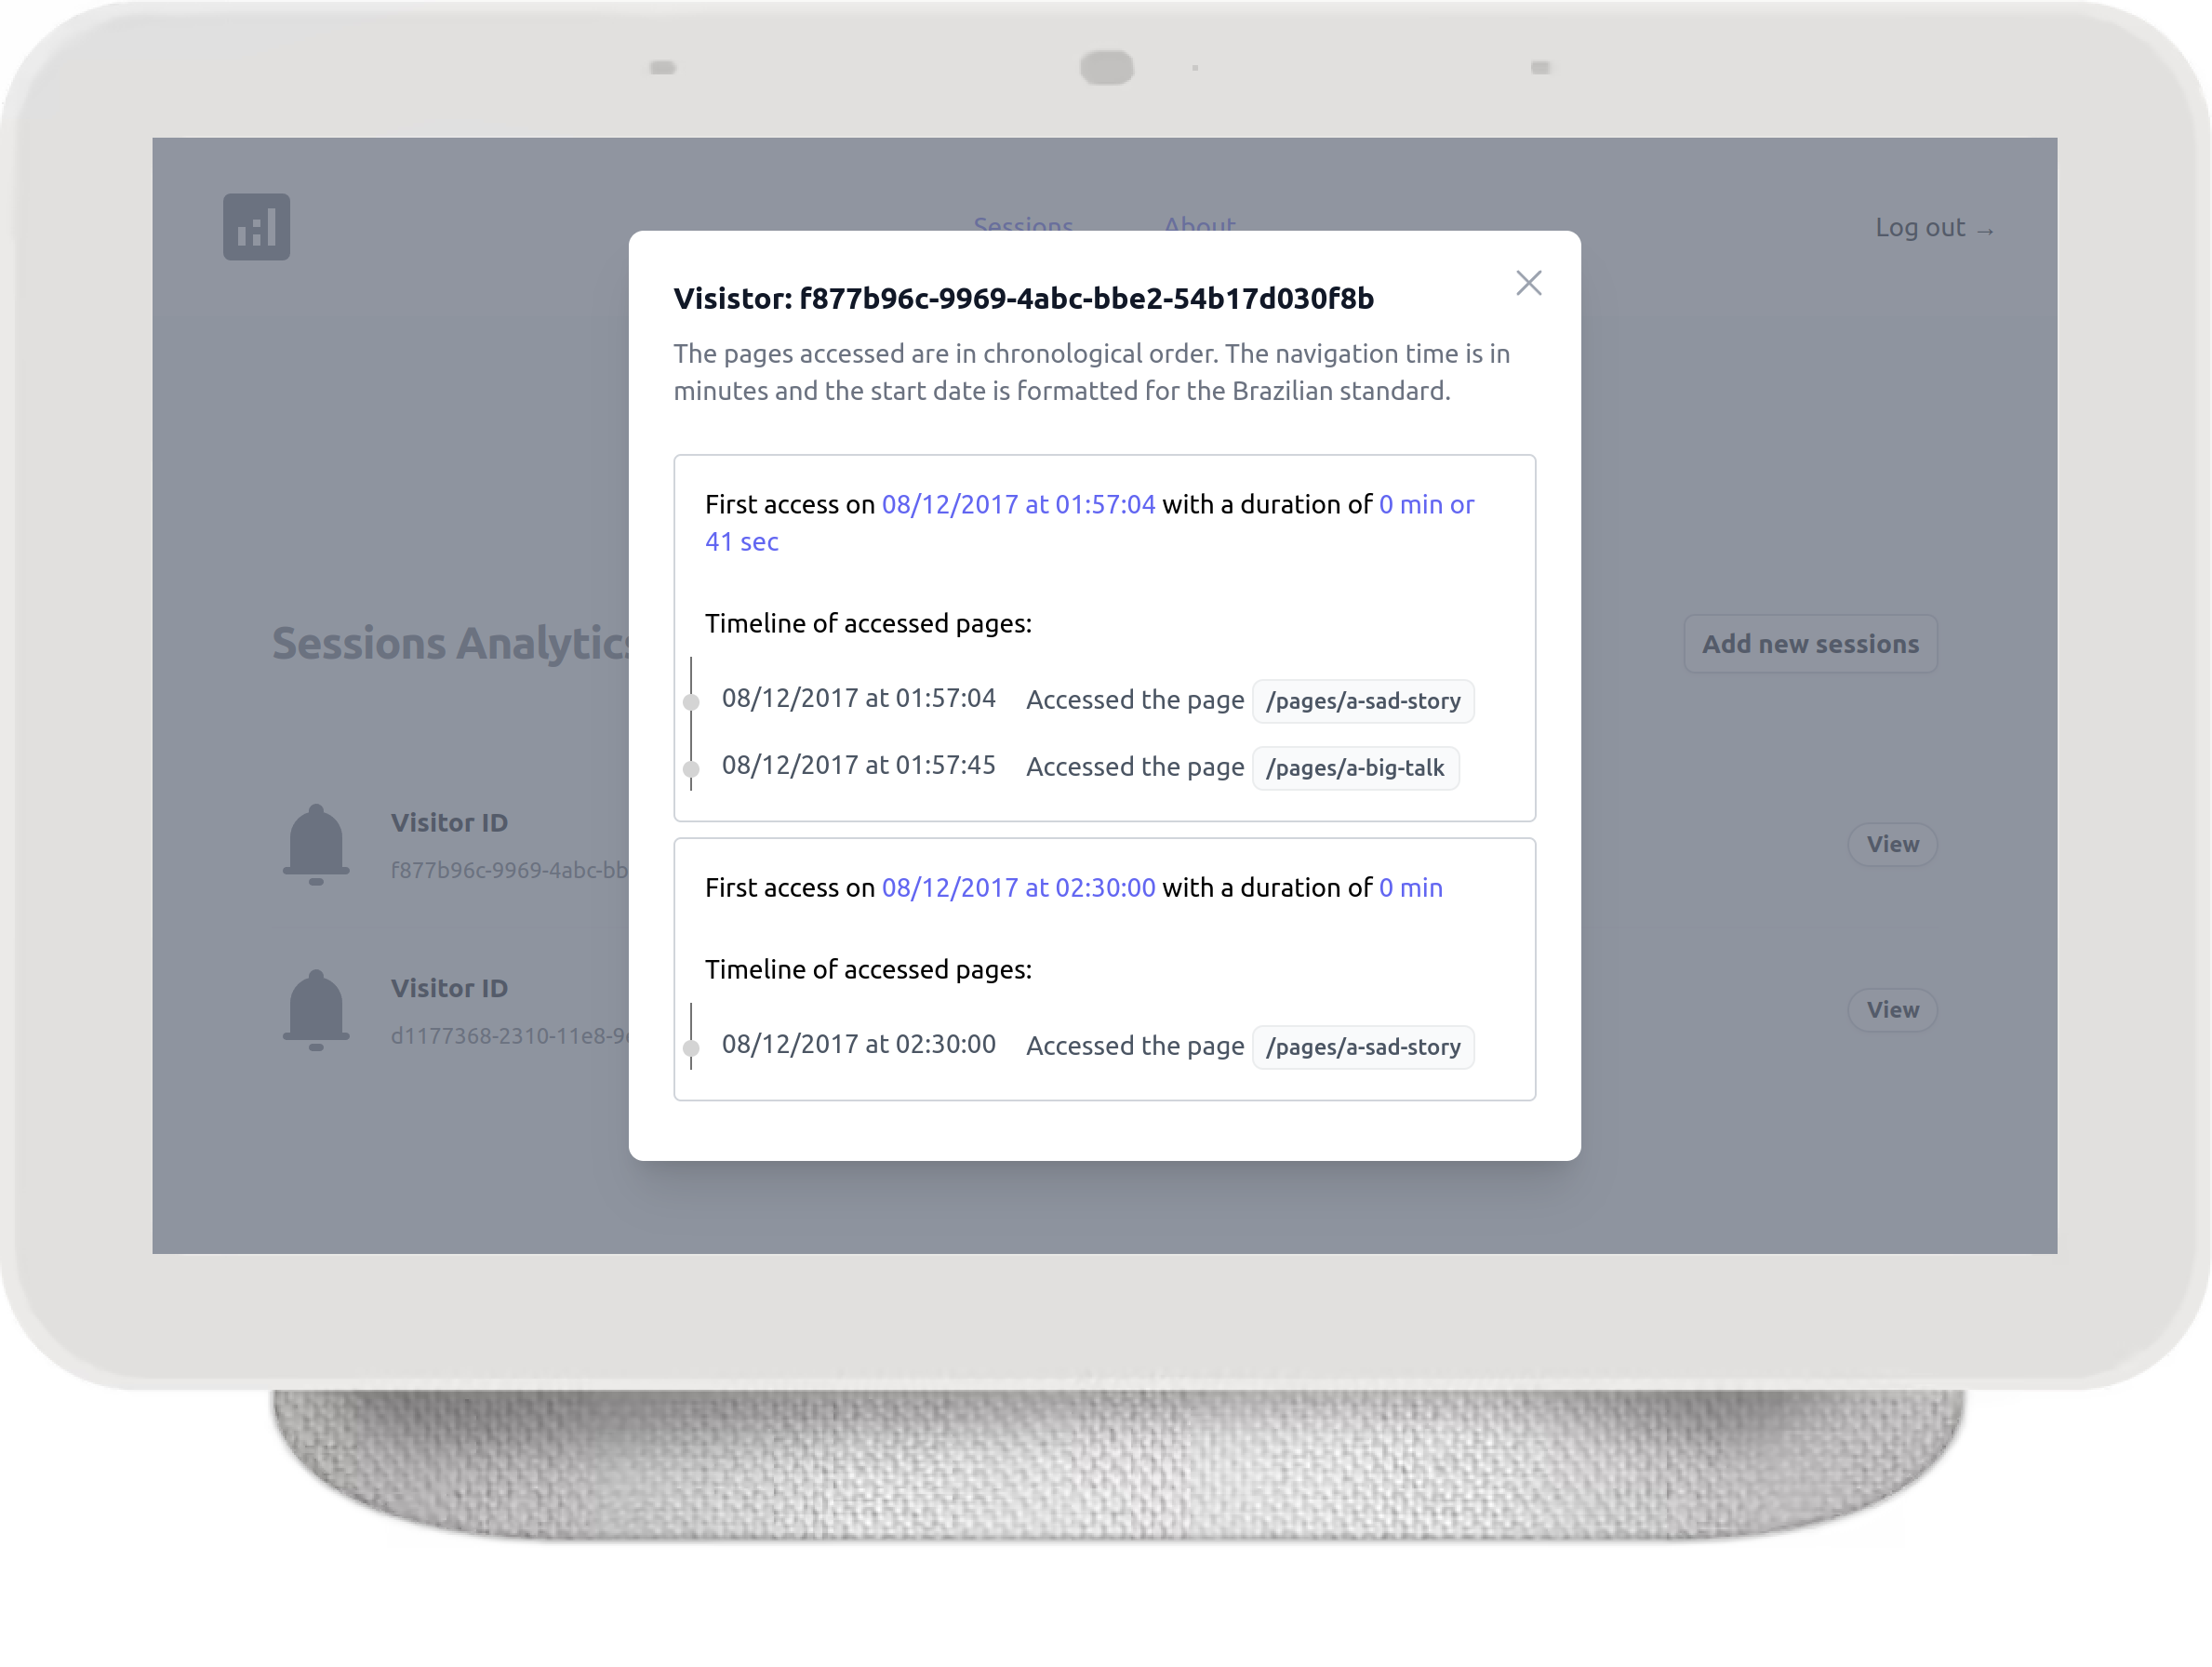 Sessions About Log out →
Visistor: f877b96c-9969-4abc-bbe2-54b17d030f8b
The pages accessed are in chronological order. The navigation time is in
minutes and the start date is formatted for the Brazilian standard.
First access on 08/12/2017 at 01:57:04 with a duration of 0 min or
41 sec
Timeline of accessed pages:
08/12/2017 at 01:57:04 Accessed the page /pages/a-sad-story
08/12/2017 at 01:57:45 Accessed the page /pages/a-big-talk
First access on 08/12/2017 at 02:30:00 with a duration of 0 min
Timeline of accessed pages:
08/12/2017 at 02:30:00 Accessed the page /pages/a-sad-story
Sessions Analytics
Add new sessions
Visitor ID
f877b96c-9969-4abc-bb
View
Visitor ID
d1177368-2310-11e8-9
View